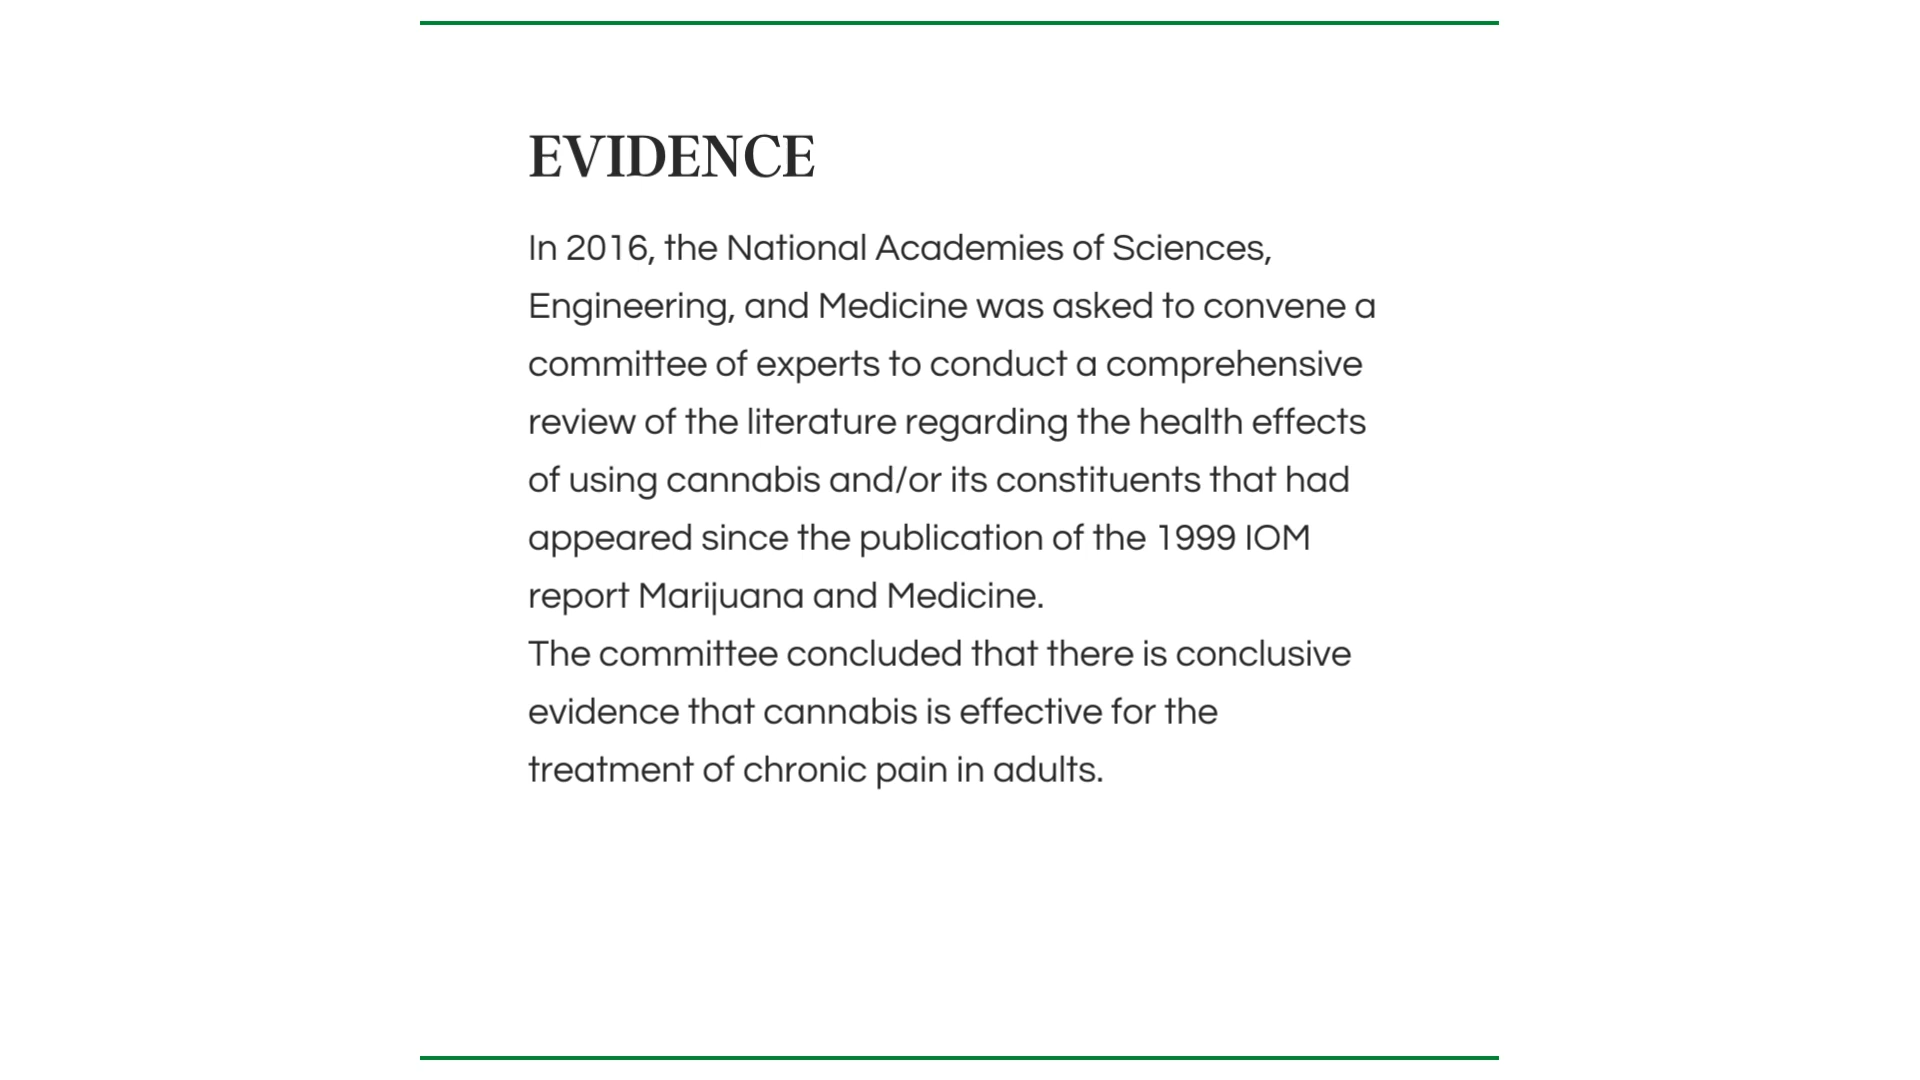 EVIDENCE
In 2016, the National Academies of Sciences,
Engineering, and Medicine was asked to convene a
committee of experts to conduct a comprehensive
review of the literature regarding the health effects
of using cannabis and/or its constituents that had
appeared since the publication of the 1999 IOM
report Marijuana and Medicine.
The committee concluded that there is conclusive
evidence that cannabis is effective for the
treatment of chronic pain in adults.